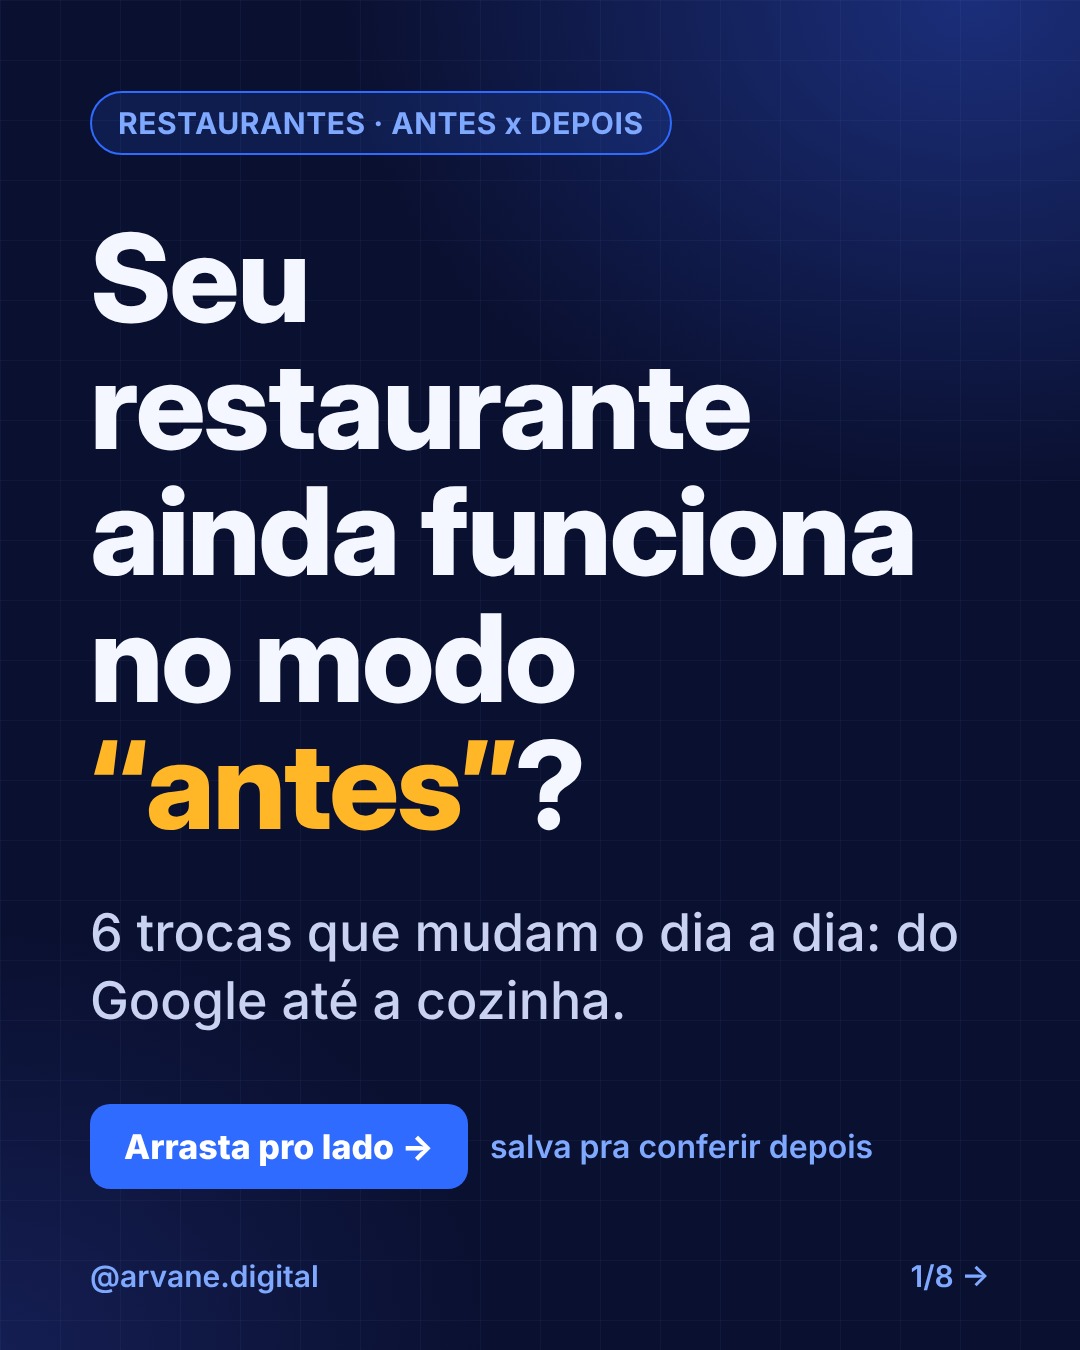 RESTAURANTES · ANTES x DEPOIS
Seu
restaurante
ainda funciona
no modo
“antes”?
6 trocas que mudam o dia a dia: do
Google até a cozinha.
Arrasta pro lado →
salva pra conferir depois
@arvane.digital
1/8 →